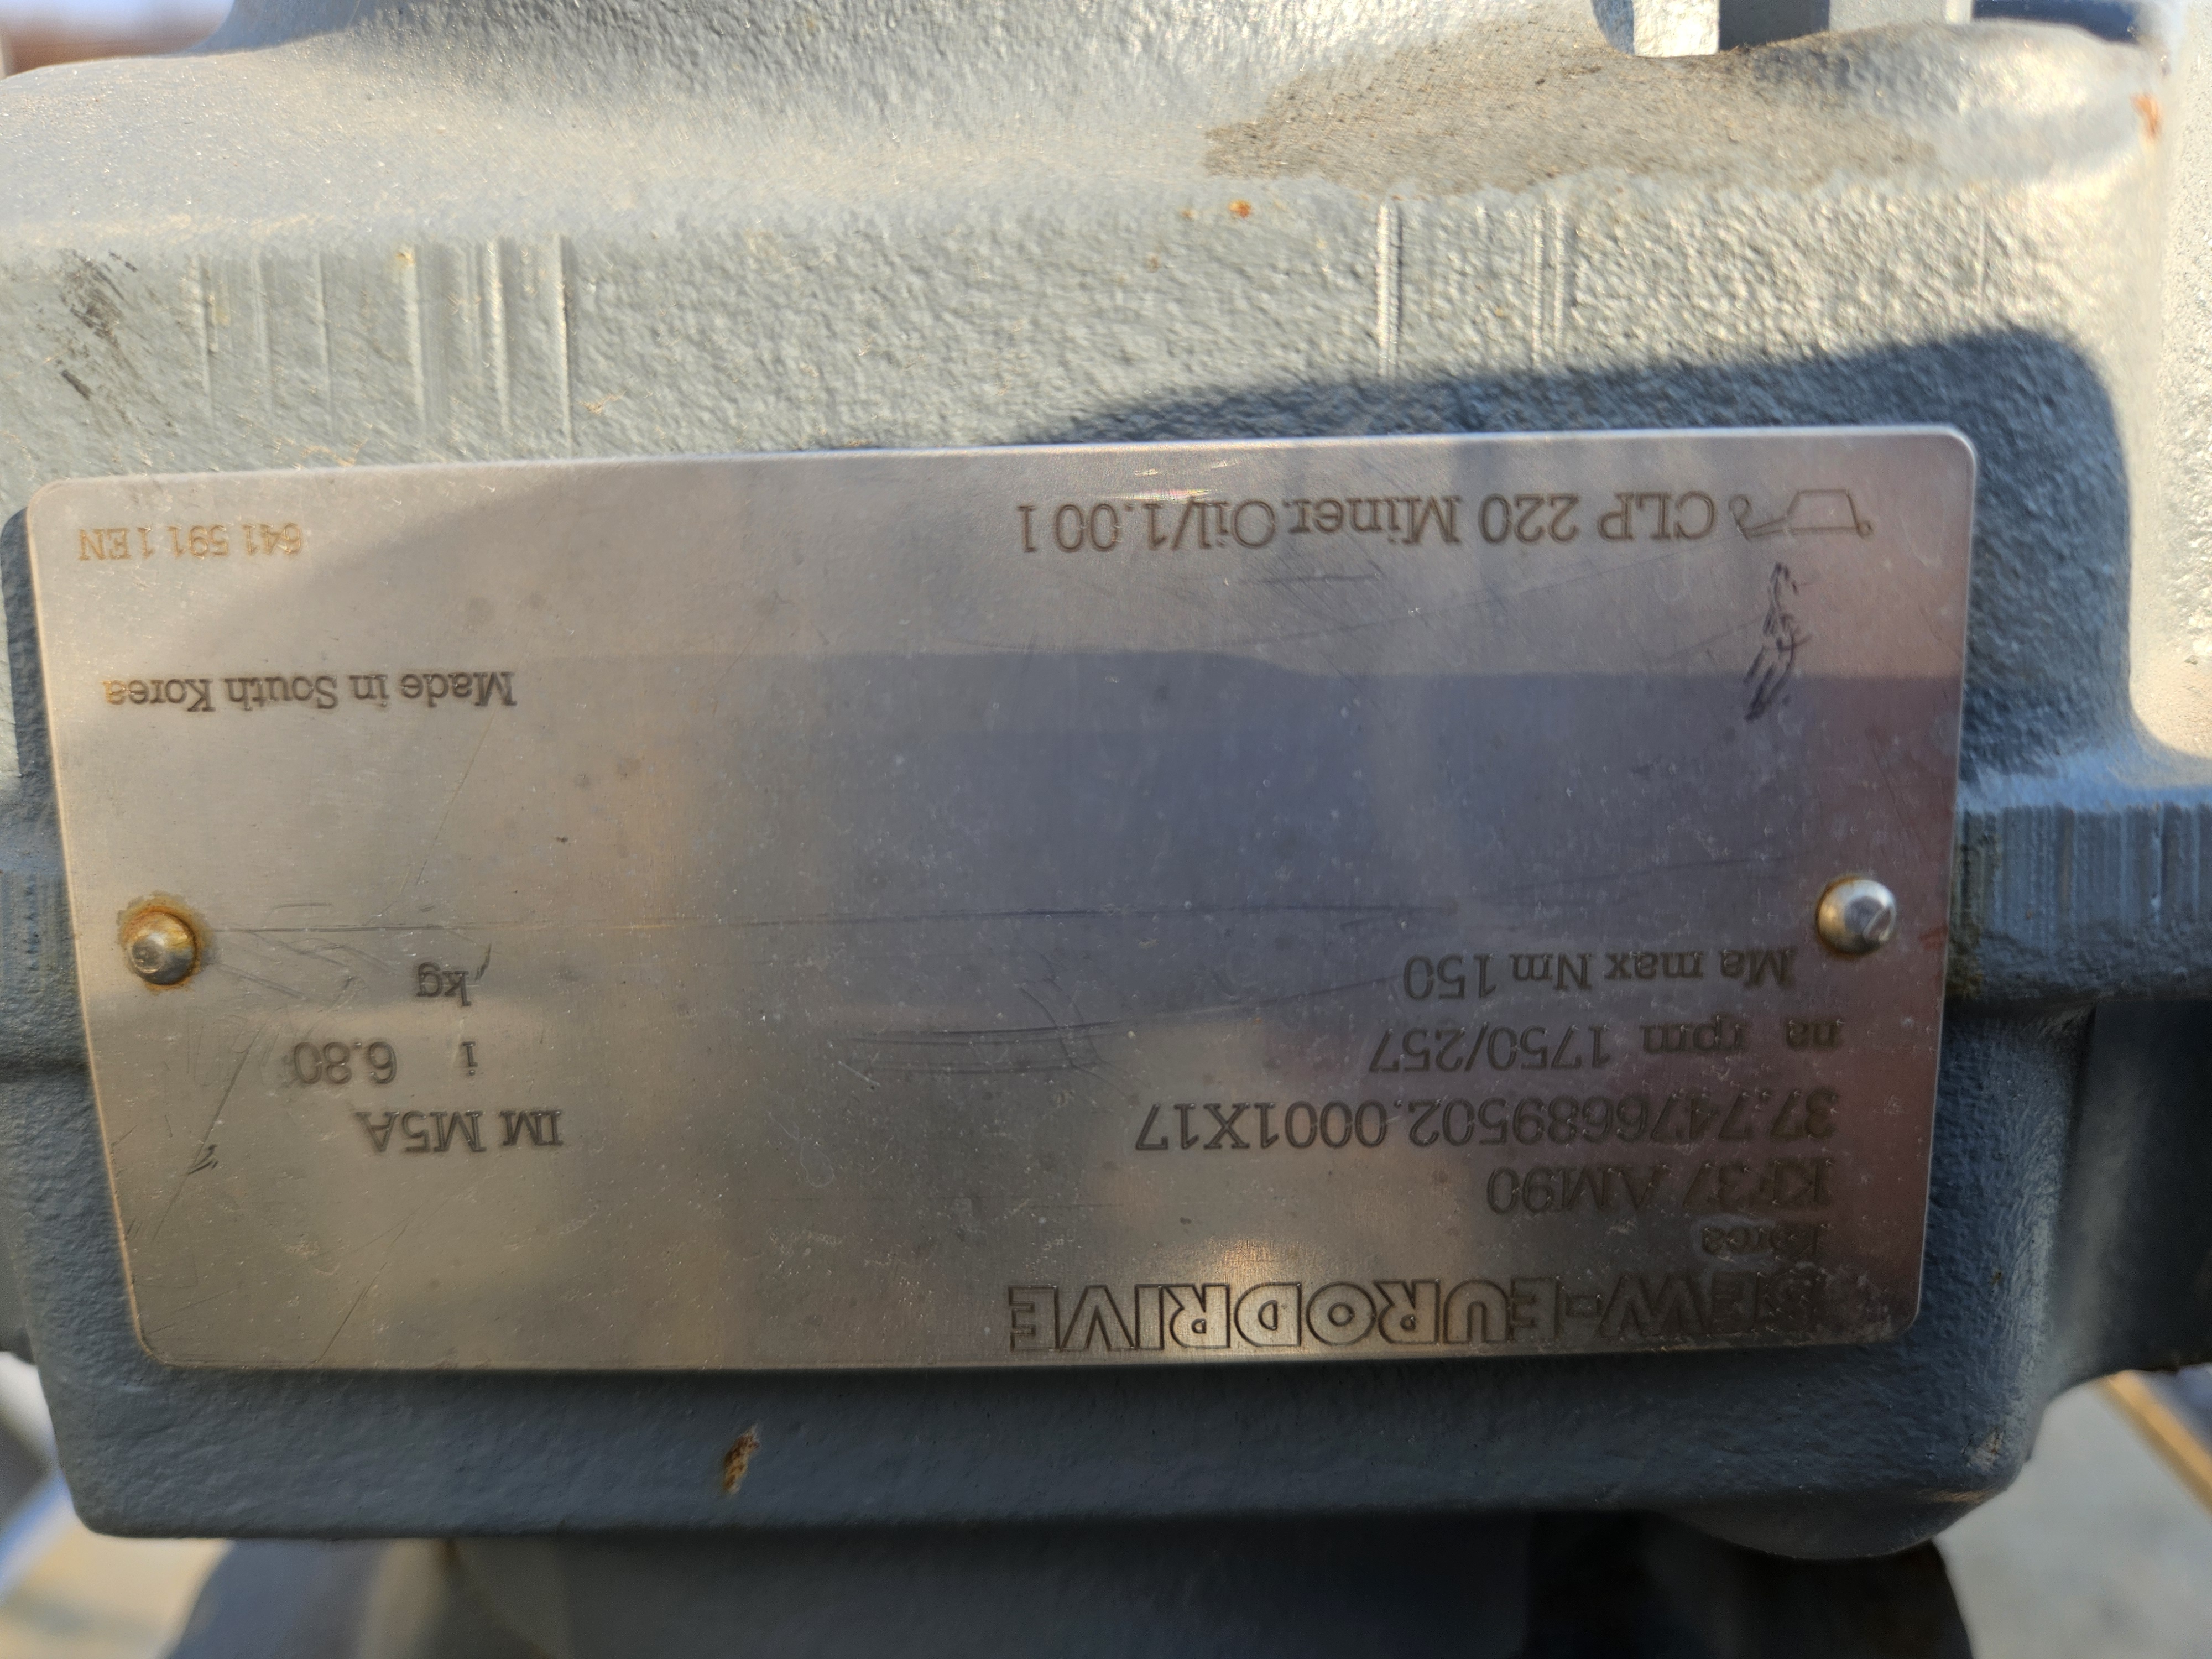 SEW-EURODRIVE
Korea
KF37 AM90
37.7476689502.0001X17 IM M5A
na rpm 1750/257 i 6.80
Ma max Nm 150 kg
Made in South Korea
CLP 220 Miner.Oil/1.00 l 641 591 1 EN